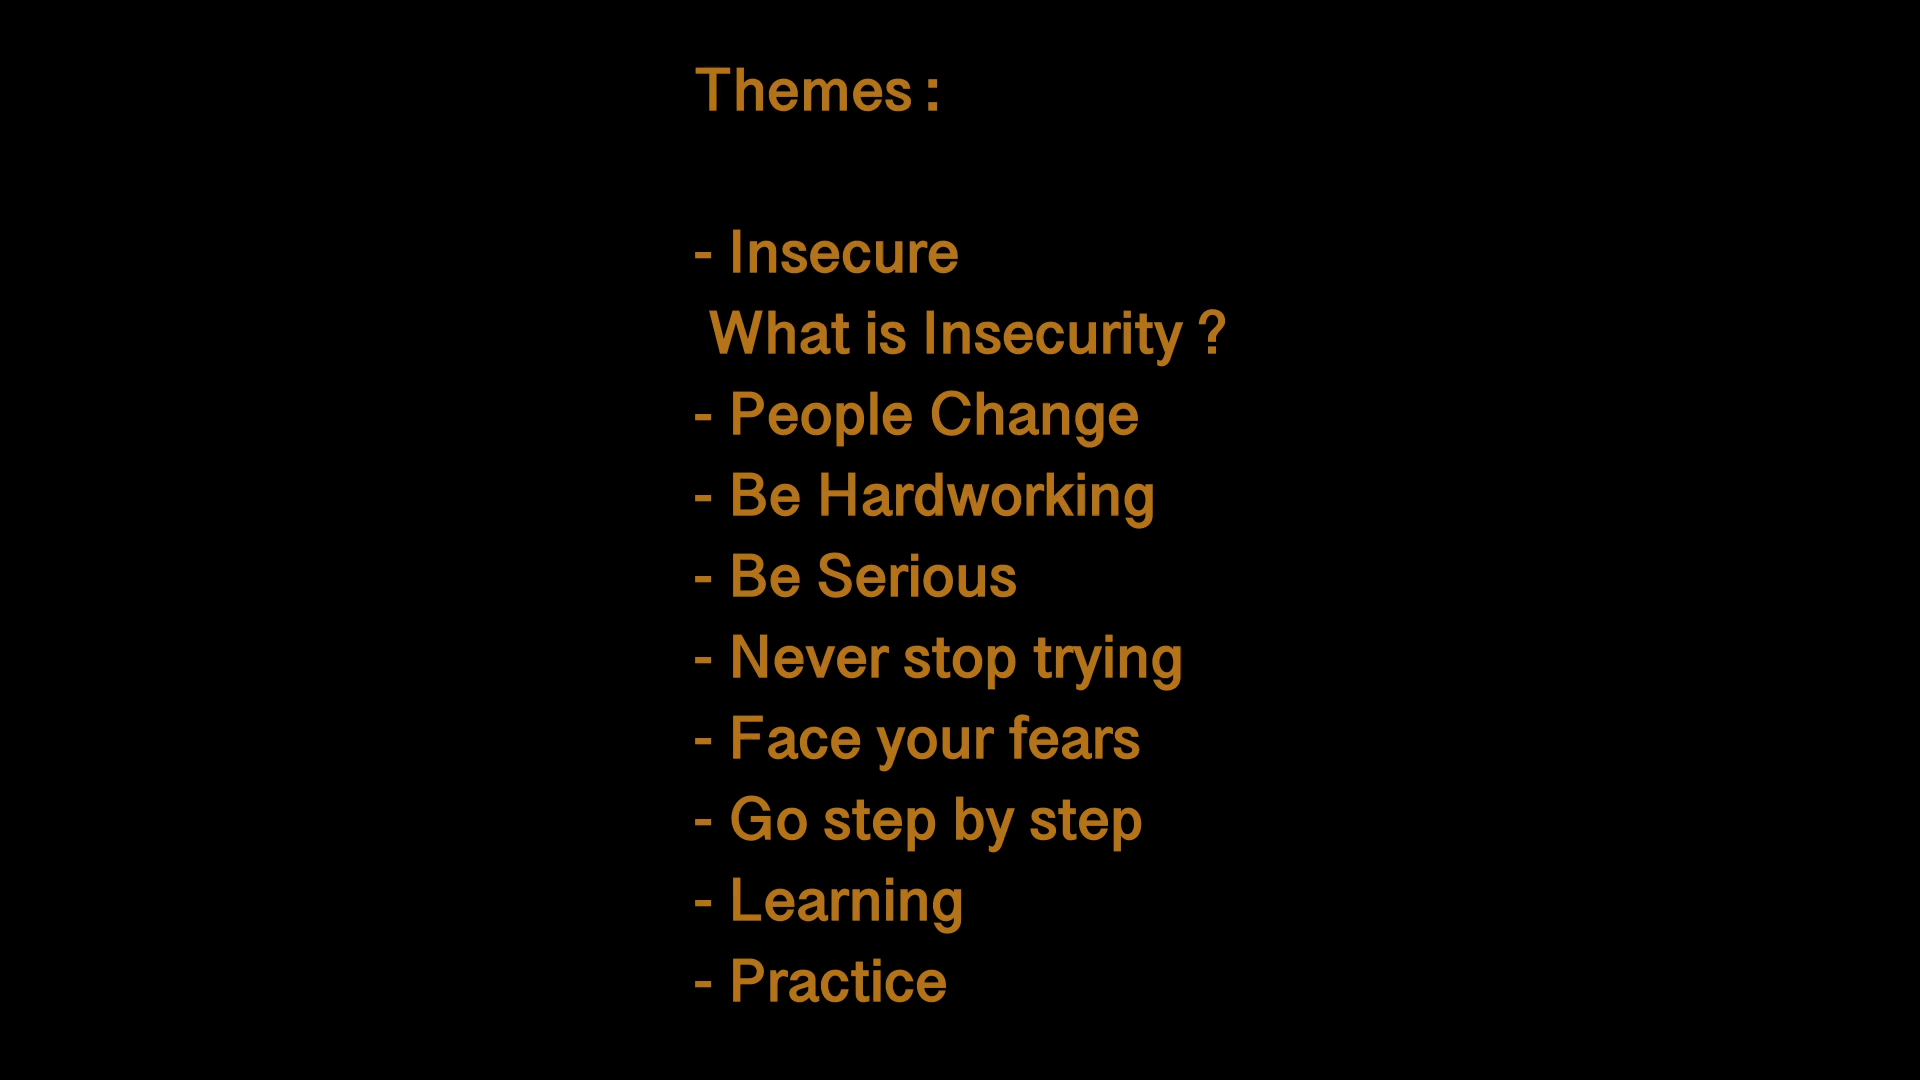 Themes :
- Insecure
What is Insecurity ?
- People Change
- Be Hardworking
- Be Serious
- Never stop trying
- Face your fears
- Go step by step
- Learning
- Practice